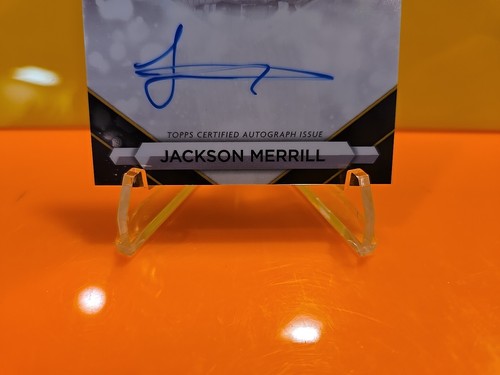 TOPPS CERTIFIED AUTOGRAPH ISSUE
JACKSON MERRILL